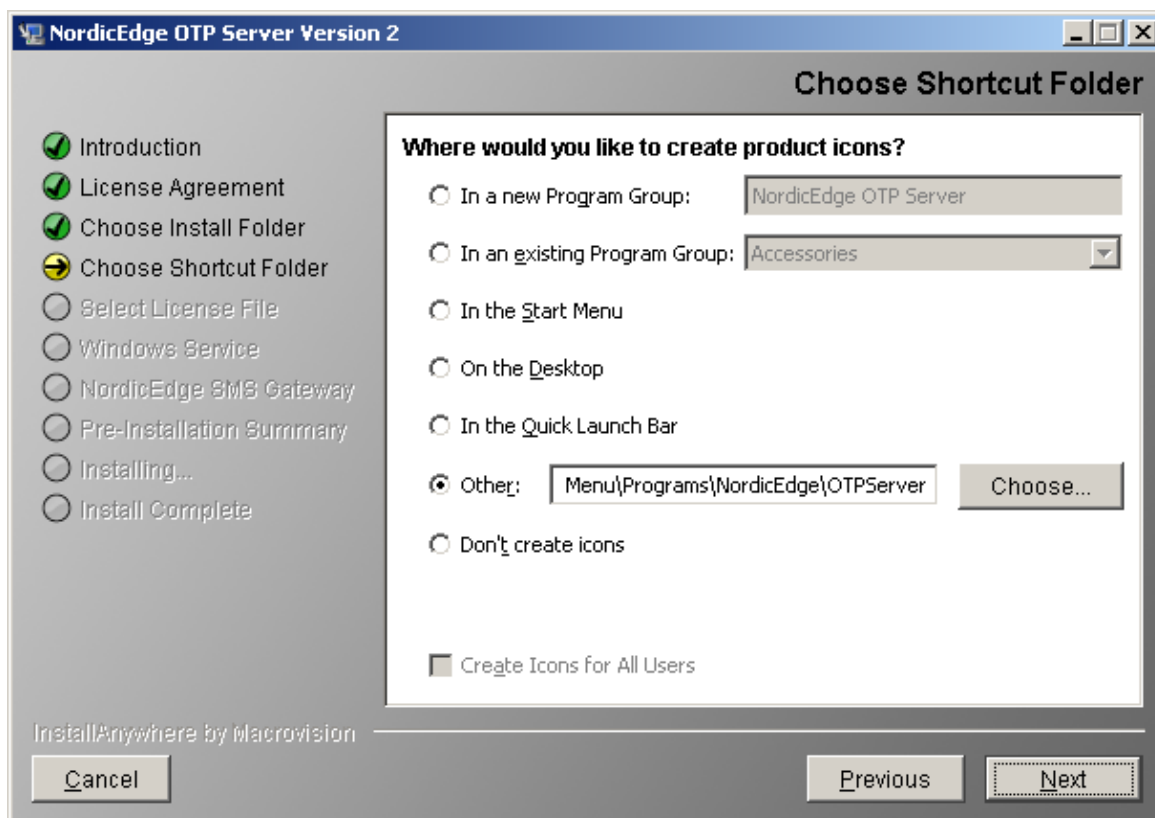 NordicEdge OTP Server Version 2
Choose Shortcut Folder
Introduction
License Agreement
Choose Install Folder
Choose Shortcut Folder
Select License File
Windows Service
NordicEdge SMS Gateway
Pre-Installation Summary
Installing...
Install Complete
Where would you like to create product icons?
In a new Program Group: NordicEdge OTP Server
In an existing Program Group: Accessories
In the Start Menu
On the Desktop
In the Quick Launch Bar
Other: Menu\Programs\NordicEdge\OTPServer Choose...
Don't create icons
Create Icons for All Users
InstallAnywhere by Macrovision
Cancel Previous Next